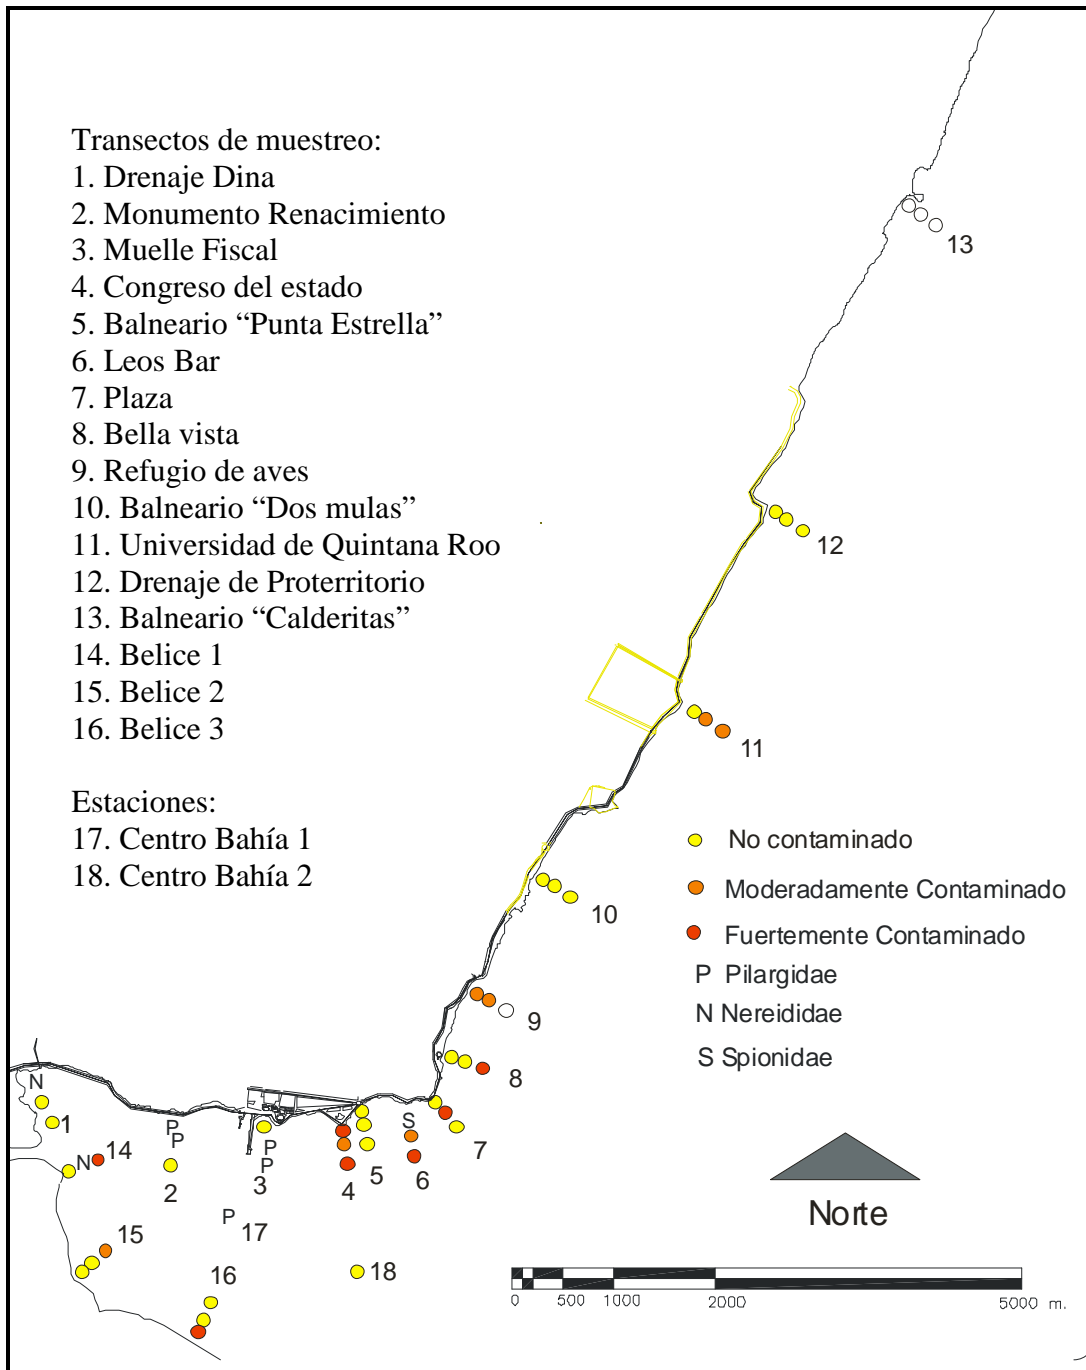 Transectos de muestreo:
1. Drenaje Dina
2. Monumento Renacimiento
3. Muelle Fiscal
4. Congreso del estado
5. Balneario “Punta Estrella”
6. Leos Bar
7. Plaza
8. Bella vista
9. Refugio de aves
10. Balneario “Dos mulas”
11. Universidad de Quintana Roo
12. Drenaje de Proterritorio
13. Balneario “Calderitas”
14. Belice 1
15. Belice 2
16. Belice 3
Estaciones:
17. Centro Bahía 1
18. Centro Bahía 2
13
12
11
10
9
8
7
6
S
5
4
3
P
P
2
P
P
1
N
14
N
P
17
15
16
18
No contaminado
Moderadamente Contaminado
Fuertemente Contaminado
P Pilargidae
N Nereididae
S Spionidae
Norte
0 500 1000 2000 5000 m.